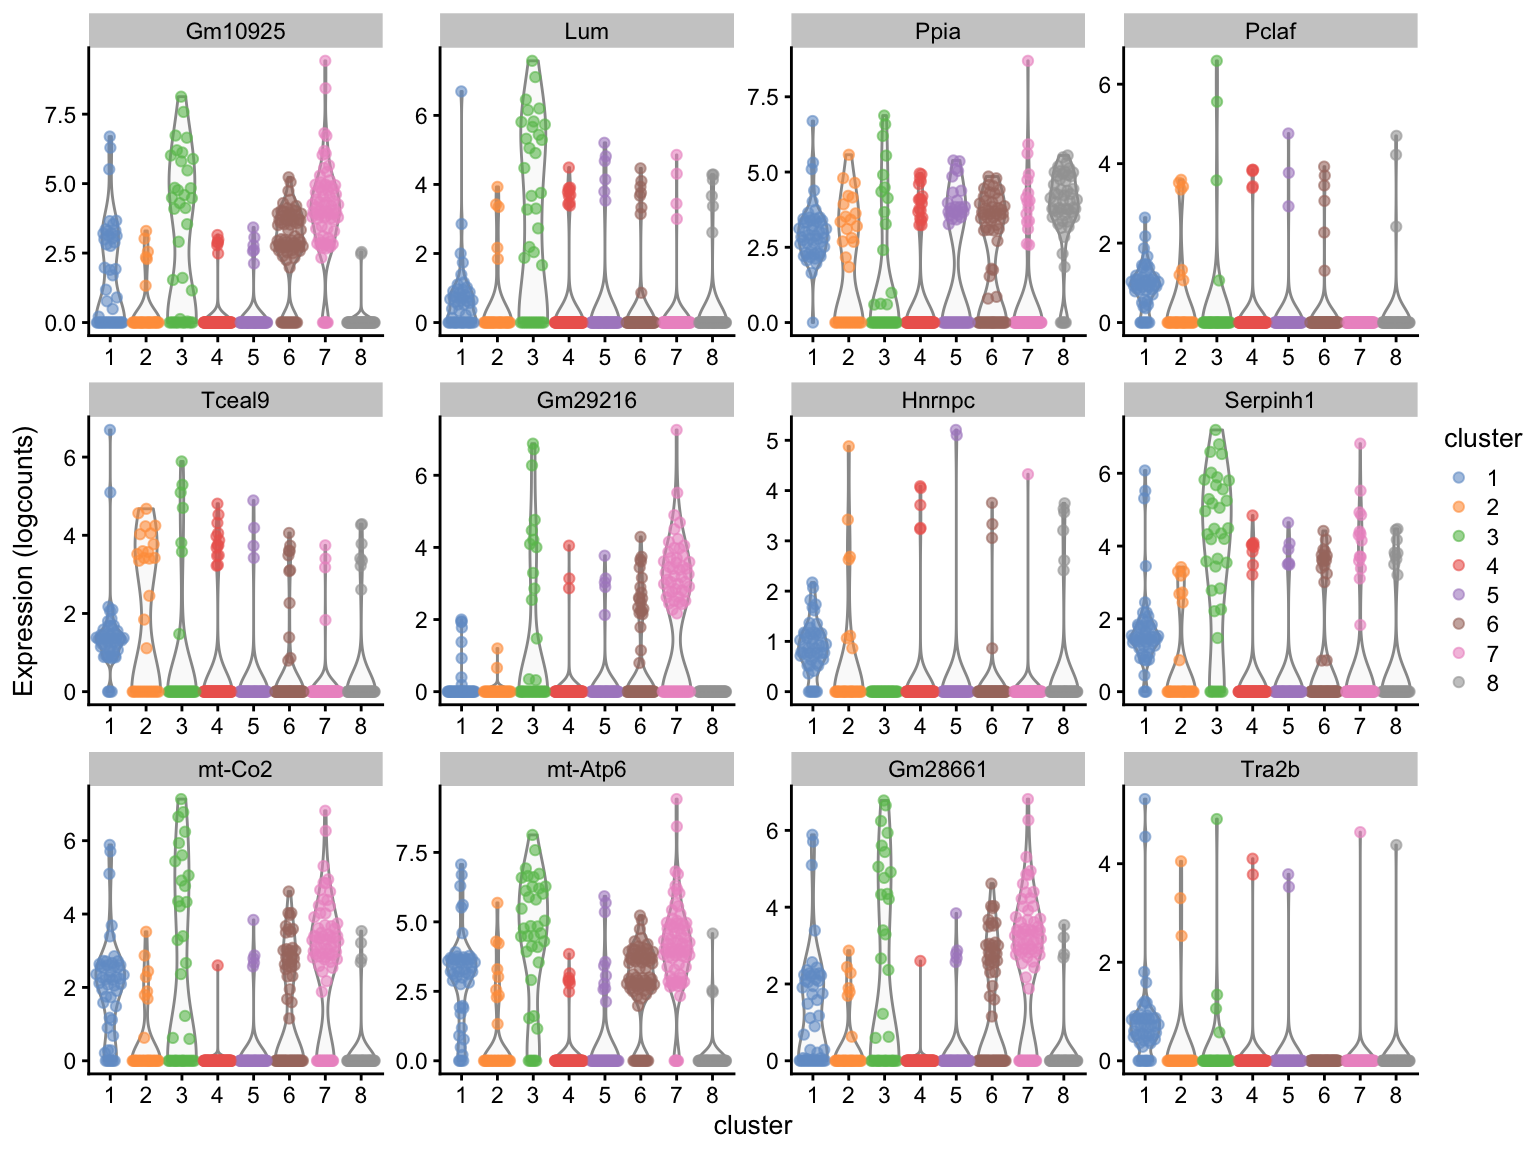 Gm10925 Lum Ppia Pclaf
7.5 5.0 2.5 0.0
6 4 2 0
7.5 5.0 2.5 0.0
6 4 2 0
1 2 3 4 5 6 7 8
1 2 3 4 5 6 7 8
1 2 3 4 5 6 7 8
1 2 3 4 5 6 7 8
Tceal9 Gm29216 Hnrnpc Serpinh1
Expression (logcounts)
6 4 2 0
6 4 2 0
5 4 3 2 1 0
6 4 2 0
1 2 3 4 5 6 7 8
1 2 3 4 5 6 7 8
1 2 3 4 5 6 7 8
1 2 3 4 5 6 7 8
mt-Co2 mt-Atp6 Gm28661 Tra2b
6 4 2 0
7.5 5.0 2.5 0.0
6 4 2 0
4 2 0
1 2 3 4 5 6 7 8
1 2 3 4 5 6 7 8
1 2 3 4 5 6 7 8
1 2 3 4 5 6 7 8
cluster
cluster
1
2
3
4
5
6
7
8